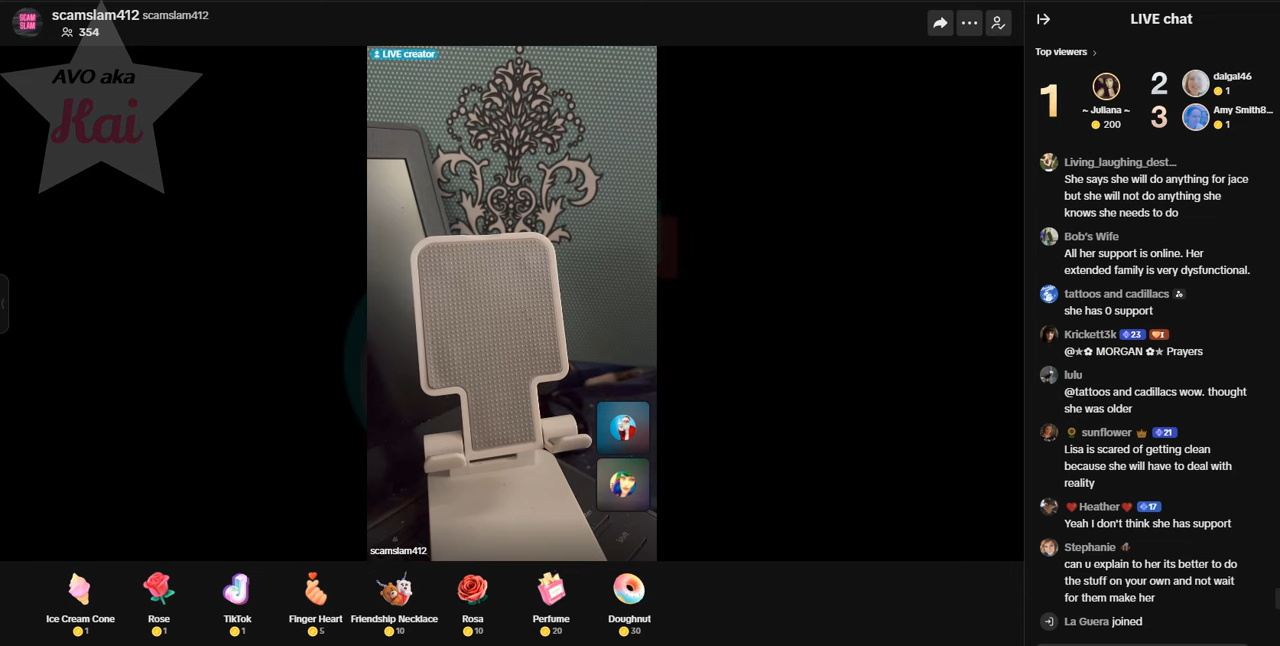 scamslam412 scamslam412
354
SCAM
SLAM
AVO aka
Kai
LIVE creator
scamslam412
Ice Cream Cone
1
Rose
1
TikTok
1
Finger Heart
5
Friendship Necklace
10
Rosa
10
Perfume
20
Doughnut
30
LIVE chat
Top viewers
1
~ Juliana ~
200
2
dalgal46
1
3
Amy Smith8...
1
Living_laughing_dest...
She says she will do anything for jace
but she will not do anything she
knows she needs to do
Bob's Wife
All her support is online. Her
extended family is very dysfunctional.
tattoos and cadillacs
she has 0 support
Krickett3k 23 I
@✭✿ MORGAN ✿✭ Prayers
lulu
@tattoos and cadillacs wow. thought
she was older
sunflower 21
Lisa is scared of getting clean
because she will have to deal with
reality
Heather 17
Yeah I don't think she has support
Stephanie
can u explain to her its better to do
the stuff on your own and not wait
for them make her
La Guera joined